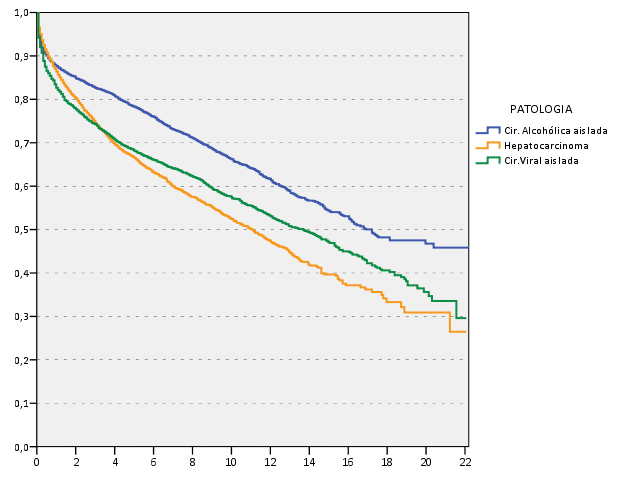 1,0
0,9
0,8
0,7
0,6
0,5
0,4
0,3
0,2
0,1
0,0
0 2 4 6 8 10 12 14 16 18 20 22
PATOLOGIA
Cir. Alcohólica aislada
Hepatocarcinoma
Cir.Viral aislada